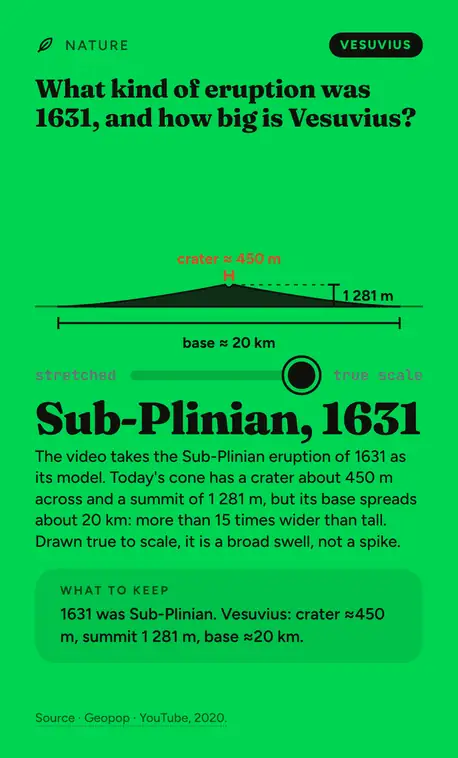 NATURE
VESUVIUS
What kind of eruption was
1631, and how big is Vesuvius?
crater ≈ 450 m
1 281 m
base ≈ 20 km
stretched
true scale
Sub-Plinian, 1631
The video takes the Sub-Plinian eruption of 1631 as
its model. Today's cone has a crater about 450 m
across and a summit of 1 281 m, but its base spreads
about 20 km: more than 15 times wider than tall.
Drawn true to scale, it is a broad swell, not a spike.
WHAT TO KEEP
1631 was Sub-Plinian. Vesuvius: crater ≈450
m, summit 1 281 m, base ≈20 km.
Source · Geopop · YouTube, 2020.